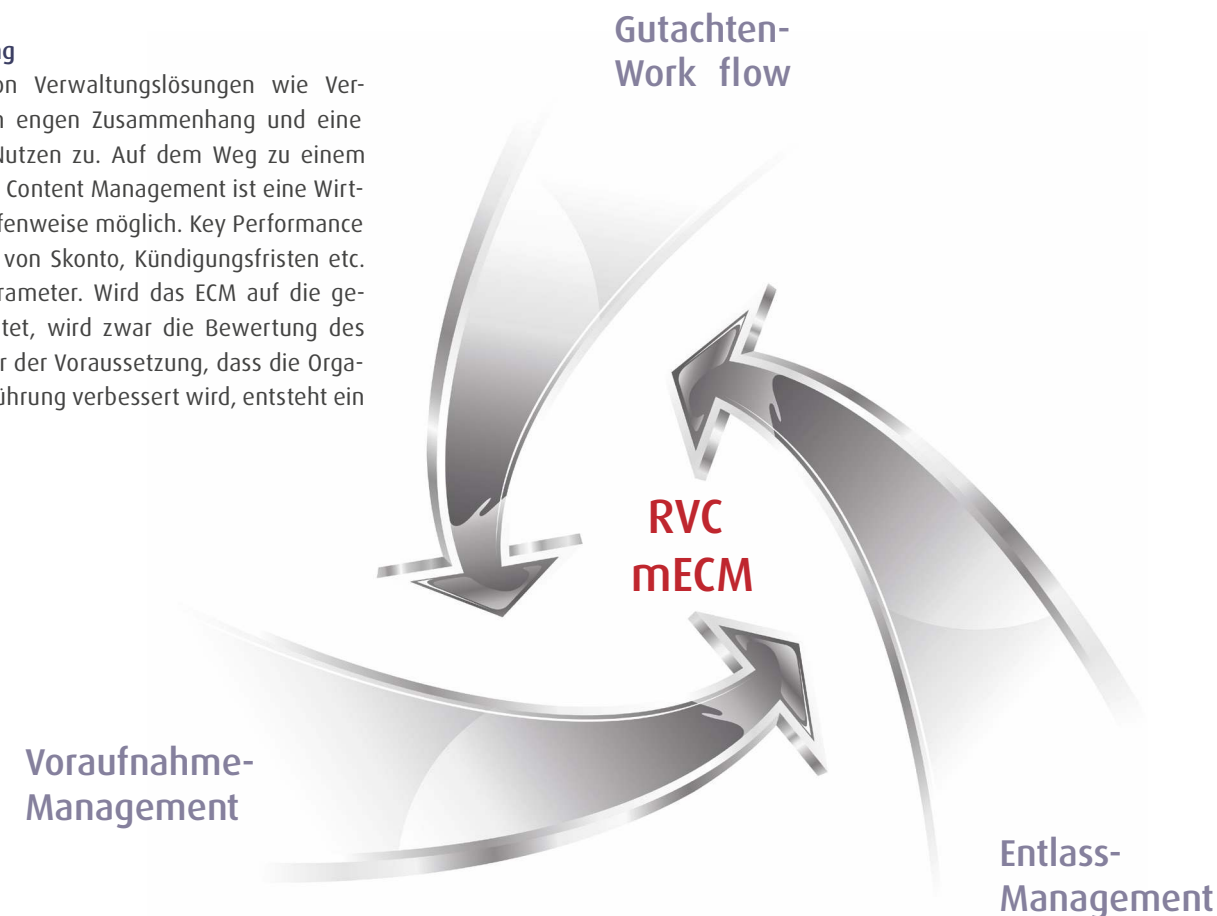 on Verwaltungslösungen wie Ver-
engen Zusammenhang und eine
Nutzen zu. Auf dem Weg zu einem
Content Management ist eine Wirt-
fenweise möglich. Key Performance
von Skonto, Kündigungsfristen etc.
rameter. Wird das ECM auf die ge-
tet, wird zwar die Bewertung des
r der Voraussetzung, dass die Orga-
ührung verbessert wird, entsteht ein
Gutachten-
Work flow
RVC
mECM
Voraufnahme-
Management
Entlass-
Management